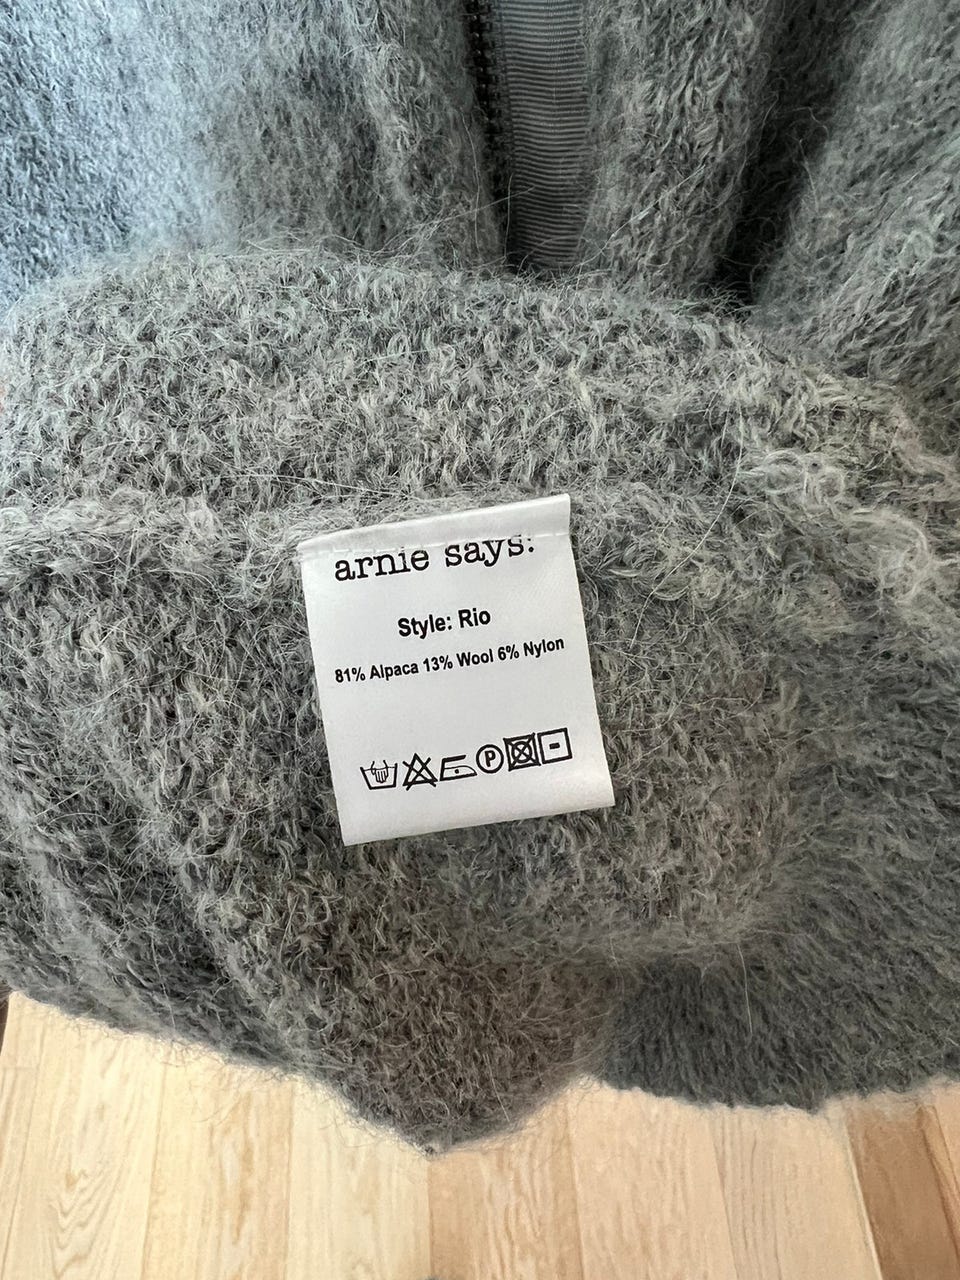 arnie says:
Style: Rio
81% Alpaca 13% Wool 6% Nylon
P